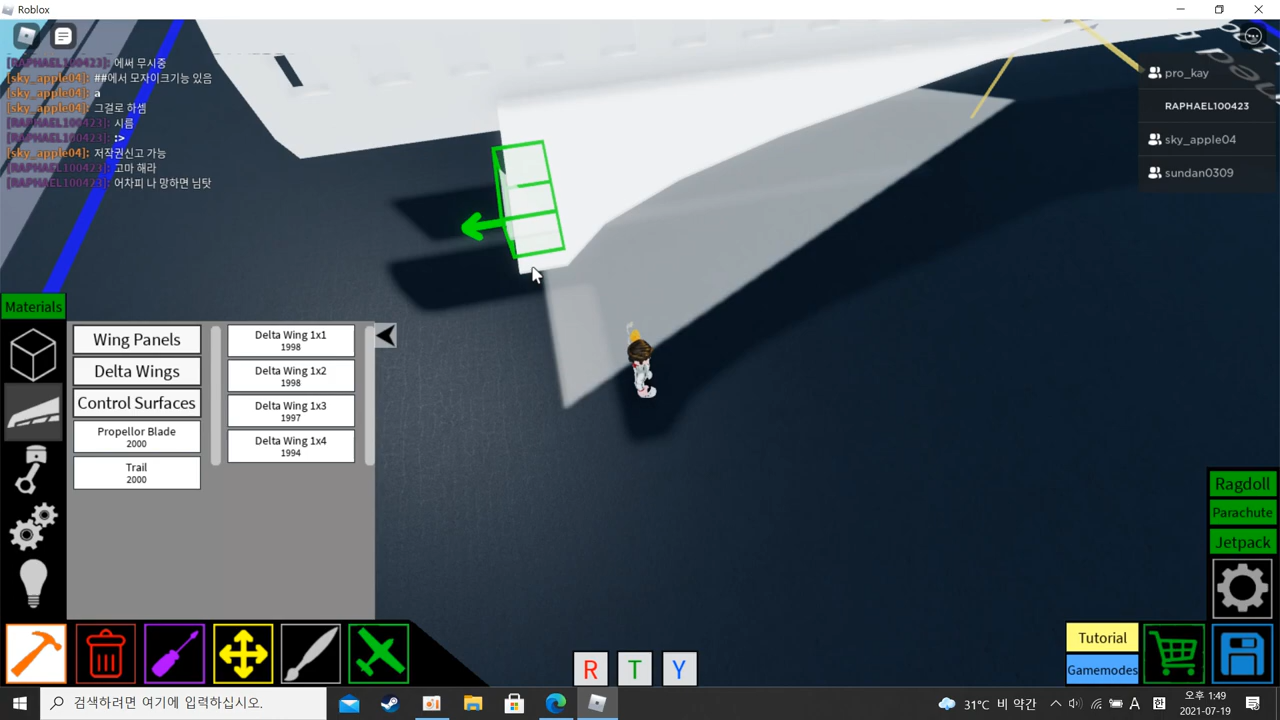 Roblox
[RAPHAEL100423]: 에써 무시중
[sky_apple04]: ##에서 모자이크기능 있음
[sky_apple04]: a
[sky_apple04]: 그걸로 하셈
[RAPHAEL100423]: 시름
[RAPHAEL100423]: :>
[sky_apple04]: 저작권신고 가능
[RAPHAEL100423]: 고마 해라
[RAPHAEL100423]: 어차피 나 망하면 님탓
pro_kay
RAPHAEL100423
sky_apple04
sundan0309
Materials
Wing Panels
Delta Wings
Control Surfaces
Propellor Blade
2000
Trail
2000
Delta Wing 1x1
1998
Delta Wing 1x2
1998
Delta Wing 1x3
1997
Delta Wing 1x4
1994
Ragdoll
Parachute
Jetpack
Tutorial
Gamemodes
R
T
Y
검색하려면 여기에 입력하십시오.
31°C 비 약간
A
한
오후 1:49
2021-07-19